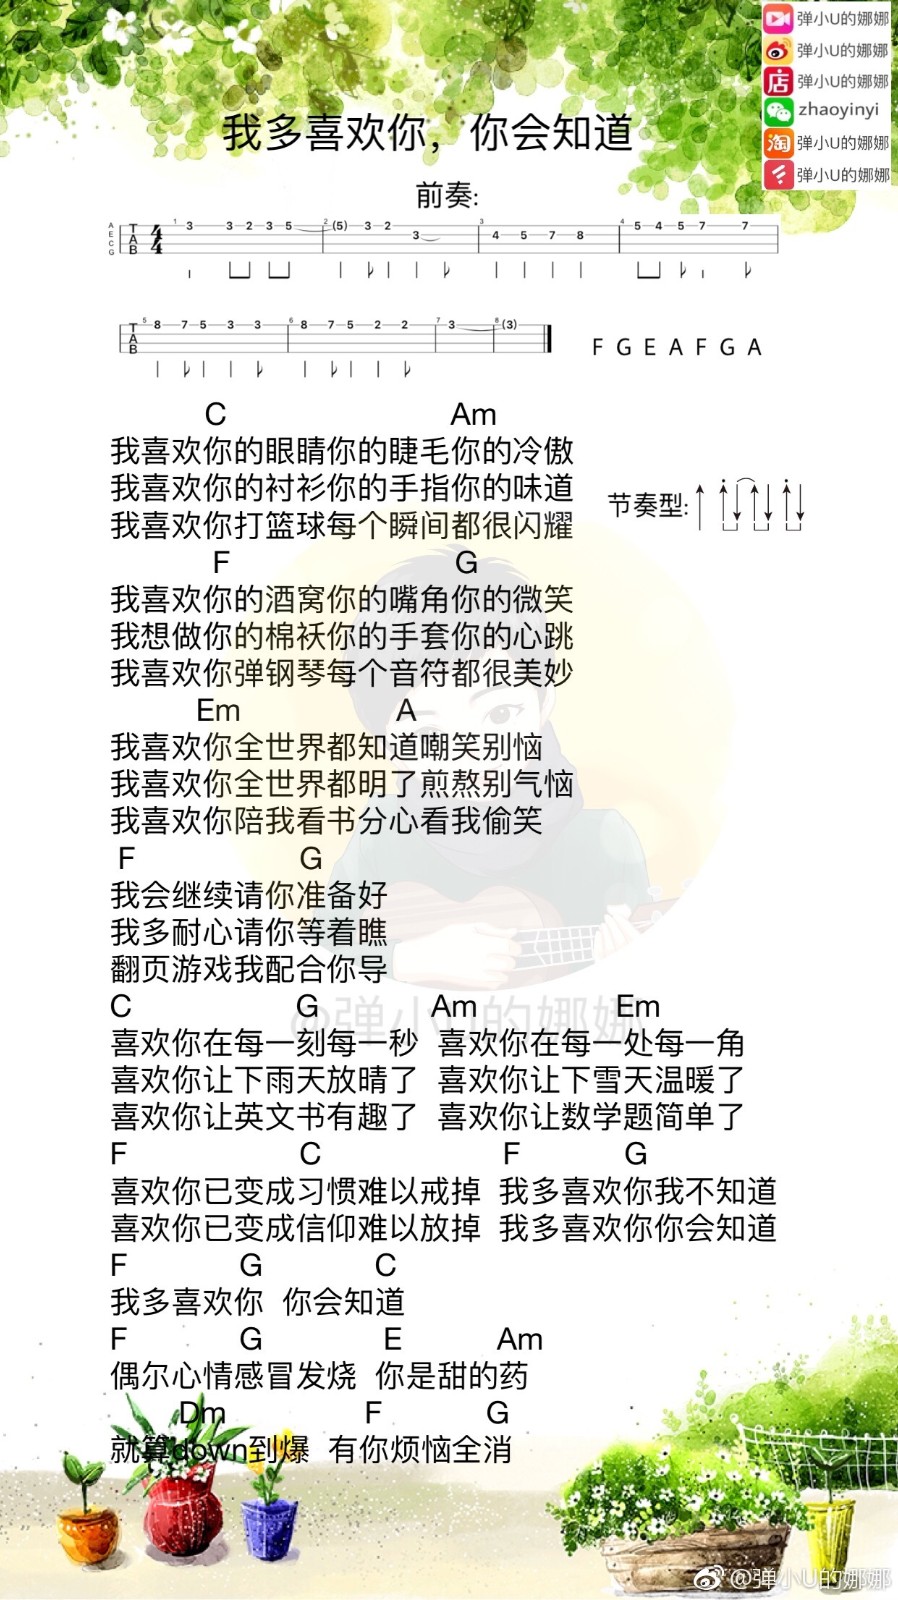 弹小U的娜娜
弹小U的娜娜
店 弹小U的娜娜
zhaoyinyi
淘 弹小U的娜娜
弹小U的娜娜
我多喜欢你，你会知道
前奏:
A E C G T A B 4 4
1 3 3 2 3 5 2 (5) 3 2 3 3 4 5 7 8 4 5 4 5 7 7
T A B
5 8 7 5 3 3 6 8 7 5 2 2 7 3 8 (3)
F G E A F G A
C Am
我喜欢你的眼睛你的睫毛你的冷傲
我喜欢你的衬衫你的手指你的味道
节奏型:
我喜欢你打篮球每个瞬间都很闪耀
F G
我喜欢你的酒窝你的嘴角你的微笑
我想做你的棉袄你的手套你的心跳
我喜欢你弹钢琴每个音符都很美妙
Em A
我喜欢你全世界都知道嘲笑别恼
我喜欢你全世界都明了煎熬别气恼
我喜欢你陪我看书分心看我偷笑
F G
我会继续请你准备好
我多耐心请你等着瞧
翻页游戏我配合你导
C G Am Em
@弹小U的娜娜
喜欢你在每一刻每一秒 喜欢你在每一处每一角
喜欢你让下雨天放晴了 喜欢你让下雪天温暖了
喜欢你让英文书有趣了 喜欢你让数学题简单了
F C F G
喜欢你已变成习惯难以戒掉 我多喜欢你我不知道
喜欢你已变成信仰难以放掉 我多喜欢你你会知道
F G C
我多喜欢你 你会知道
F G E Am
偶尔心情感冒发烧 你是甜的药
Dm F G
就算down到爆 有你烦恼全消
@弹小U的娜娜